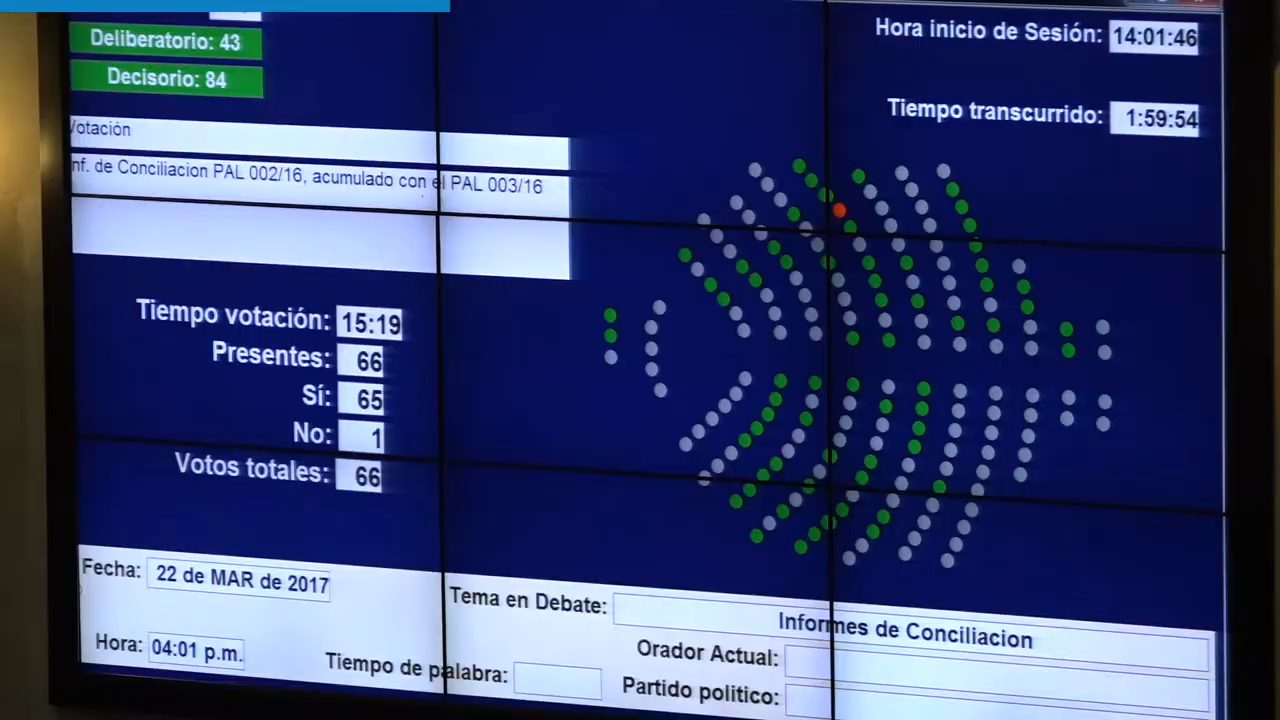 Deliberatorio: 43
Decisorio: 84
Hora inicio de Sesión: 14:01:46
Tiempo transcurrido: 1:59:54
Votación
nf. de Conciliacion PAL 002/16, acumulado con el PAL 003/16
Tiempo votación: 15:19
Presentes: 66
Sí: 65
No: 1
Votos totales: 66
Fecha: 22 de MAR de 2017
Hora: 04:01 p.m.
Tema en Debate: Informes de Conciliacion
Tiempo de palabra:
Orador Actual:
Partido politico: